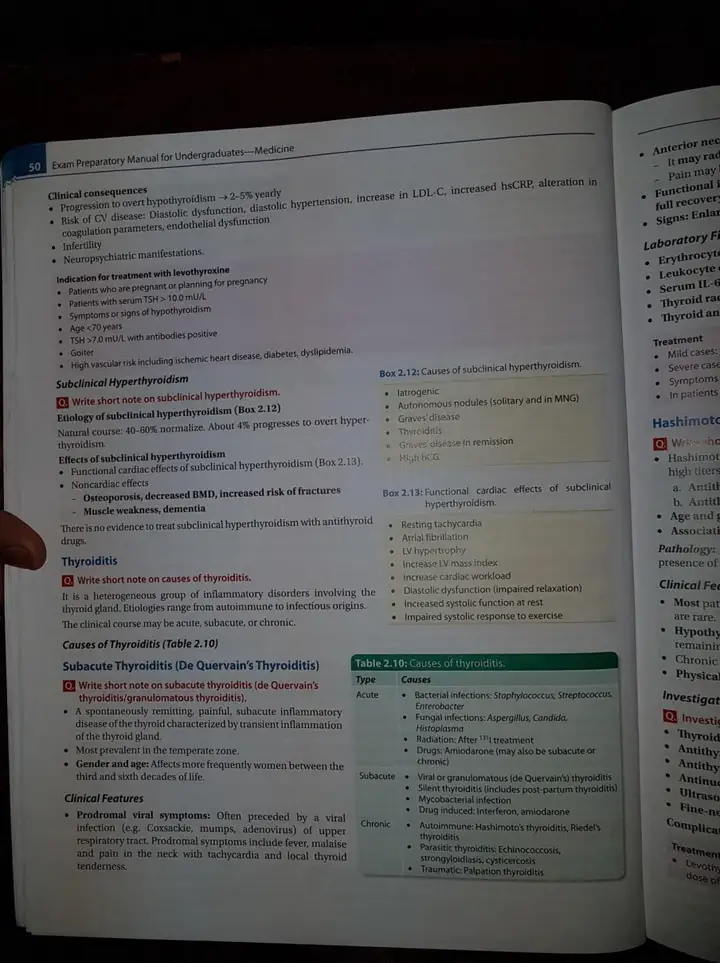 50 Exam Preparatory Manual for Undergraduates—Medicine
Clinical consequences
• Progression to overt hypothyroidism → 2–5% yearly
• Risk of CV disease: Diastolic dysfunction, diastolic hypertension, increase in LDL-C, increased hsCRP, alteration in
coagulation parameters, endothelial dysfunction
• Infertility
• Neuropsychiatric manifestations.
Indication for treatment with levothyroxine
• Patients who are pregnant or planning for pregnancy
• Patients with serum TSH > 10.0 mU/L
• Symptoms or signs of hypothyroidism
• Age <70 years
• TSH >7.0 mU/L with antibodies positive
• Goiter
• High vascular risk including ischemic heart disease, diabetes, dyslipidemia.
Subclinical Hyperthyroidism
Q. Write short note on subclinical hyperthyroidism.
Etiology of subclinical hyperthyroidism (Box 2.12)
Natural course: 40–60% normalize. About 4% progresses to overt hyper-
thyroidism.
Effects of subclinical hyperthyroidism
• Functional cardiac effects of subclinical hyperthyroidism (Box 2.13).
• Noncardiac effects
– Osteoporosis, decreased BMD, increased risk of fractures
– Muscle weakness, dementia
There is no evidence to treat subclinical hyperthyroidism with antithyroid
drugs.
Box 2.12: Causes of subclinical hyperthyroidism.
• Iatrogenic
• Autonomous nodules (solitary and in MNG)
• Graves' disease
• Thyroiditis
• Graves disease in remission
• High hCG
Box 2.13: Functional cardiac effects of subclinical
hyperthyroidism.
• Resting tachycardia
• Atrial fibrillation
• LV hypertrophy
• Increase LV mass index
• Increase cardiac workload
• Diastolic dysfunction (impaired relaxation)
• Increased systolic function at rest
• Impaired systolic response to exercise
Thyroiditis
Q. Write short note on causes of thyroiditis.
It is a heterogeneous group of inflammatory disorders involving the
thyroid gland. Etiologies range from autoimmune to infectious origins.
The clinical course may be acute, subacute, or chronic.
Causes of Thyroiditis (Table 2.10)
Subacute Thyroiditis (De Quervain's Thyroiditis)
Q. Write short note on subacute thyroiditis (de Quervain's
thyroiditis/granulomatous thyroiditis).
• A spontaneously remitting, painful, subacute inflammatory
disease of the thyroid characterized by transient inflammation
of the thyroid gland.
• Most prevalent in the temperate zone.
• Gender and age: Affects more frequently women between the
third and sixth decades of life.
Clinical Features
• Prodromal viral symptoms: Often preceded by a viral
infection (e.g. Coxsackie, mumps, adenovirus) of upper
respiratory tract. Prodromal symptoms include fever, malaise
and pain in the neck with tachycardia and local thyroid
tenderness.
Table 2.10: Causes of thyroiditis.
Type Causes
Acute • Bacterial infections: Staphylococcus, Streptococcus,
Enterobacter
• Fungal infections: Aspergillus, Candida,
Histoplasma
• Radiation: After 131I treatment
• Drugs: Amiodarone (may also be subacute or
chronic)
Subacute • Viral or granulomatous (de Quervain's) thyroiditis
• Silent thyroiditis (includes post-partum thyroiditis)
• Mycobacterial infection
• Drug induced: Interferon, amiodarone
Chronic • Autoimmune: Hashimoto's thyroiditis, Riedel's
thyroiditis
• Parasitic thyroiditis: Echinococcosis,
strongyloidiasis, cysticercosis
• Traumatic: Palpation thyroiditis
• Anterior nec
– It may rad
– Pain may
• Functional
full recovery
• Signs: Enlar
Laboratory Fi
• Erythrocyte
• Leukocyte
• Serum IL-6
• Thyroid rad
• Thyroid an
Treatment
• Mild cases:
• Severe case
• Symptoms
• In patients
Hashimoto
Q.
• Hashimot
high titers
a. Antith
b. Antith
• Age and g
• Associati
Pathology:
presence of
Clinical Fea
• Most pat
are rare.
• Hypothy
remainin
• Chronic
• Physical
Investigat
Q. Investig
• Thyroid
• Antithy
• Antithy
• Antinu
• Ultraso
• Fine-ne
Complicat
Treatment
• Levothy
dose of